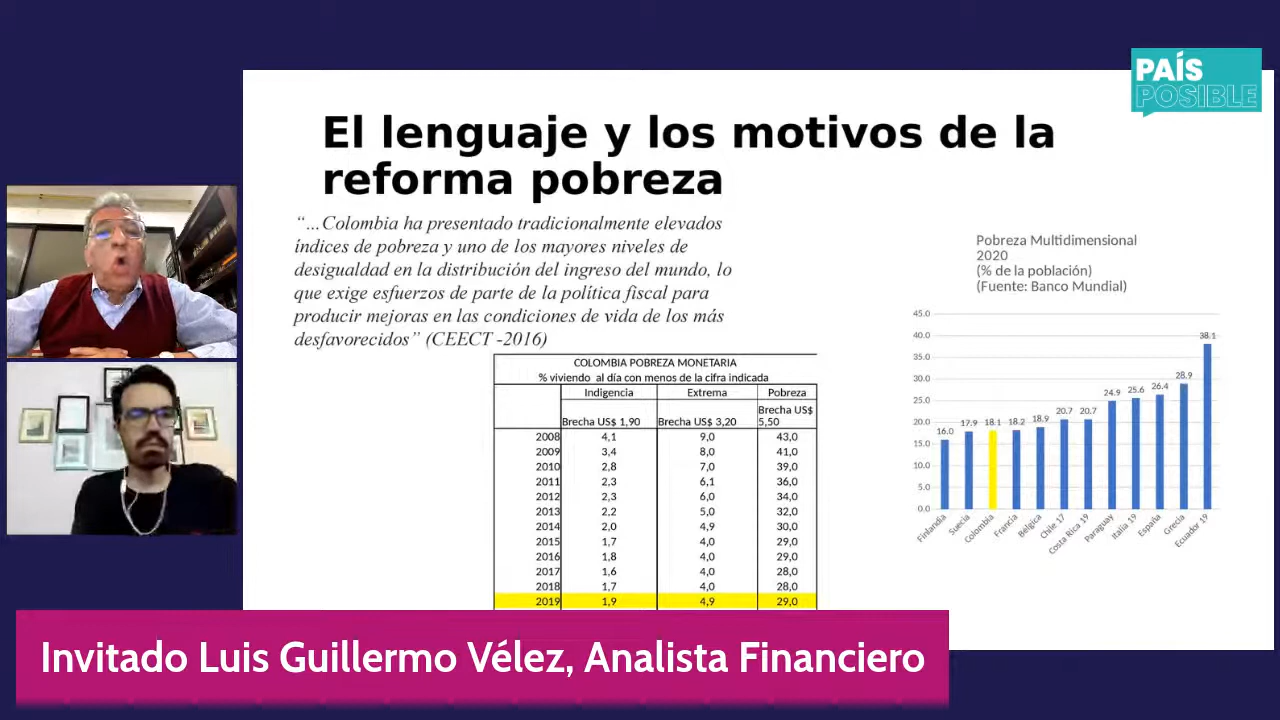 PAÍS
POSIBLE
El lenguaje y los motivos de la
reforma pobreza
“…Colombia ha presentado tradicionalmente elevados
índices de pobreza y uno de los mayores niveles de
desigualdad en la distribución del ingreso del mundo, lo
que exige esfuerzos de parte de la política fiscal para
producir mejoras en las condiciones de vida de los más
desfavorecidos” (CEECT -2016)
COLOMBIA POBREZA MONETARIA
% viviendo al día con menos de la cifra indicada
Indigencia Extrema Pobreza
Brecha US$ 1,90 Brecha US$ 3,20 Brecha US$
5,50
2008 4,1 9,0 43,0
2009 3,4 8,0 41,0
2010 2,8 7,0 39,0
2011 2,3 6,1 36,0
2012 2,3 6,0 34,0
2013 2,2 5,0 32,0
2014 2,0 4,9 30,0
2015 1,7 4,0 29,0
2016 1,8 4,0 29,0
2017 1,6 4,0 28,0
2018 1,7 4,0 28,0
2019 1,9 4,9 29,0
Pobreza Multidimensional
2020
(% de la población)
(Fuente: Banco Mundial)
45.0
40.0
35.0
30.0
25.0
20.0
15.0
10.0
5.0
0.0
16.0 17.9 18.1 18.2 18.9 20.7 20.7 24.9 25.6 26.4 28.9 38.1
Finlandia Suecia Colombia Francia Bélgica Chile 17 Costa Rica 19 Paraguay Italia 19 España Grecia Ecuador 19
Invitado Luis Guillermo Vélez, Analista Financiero